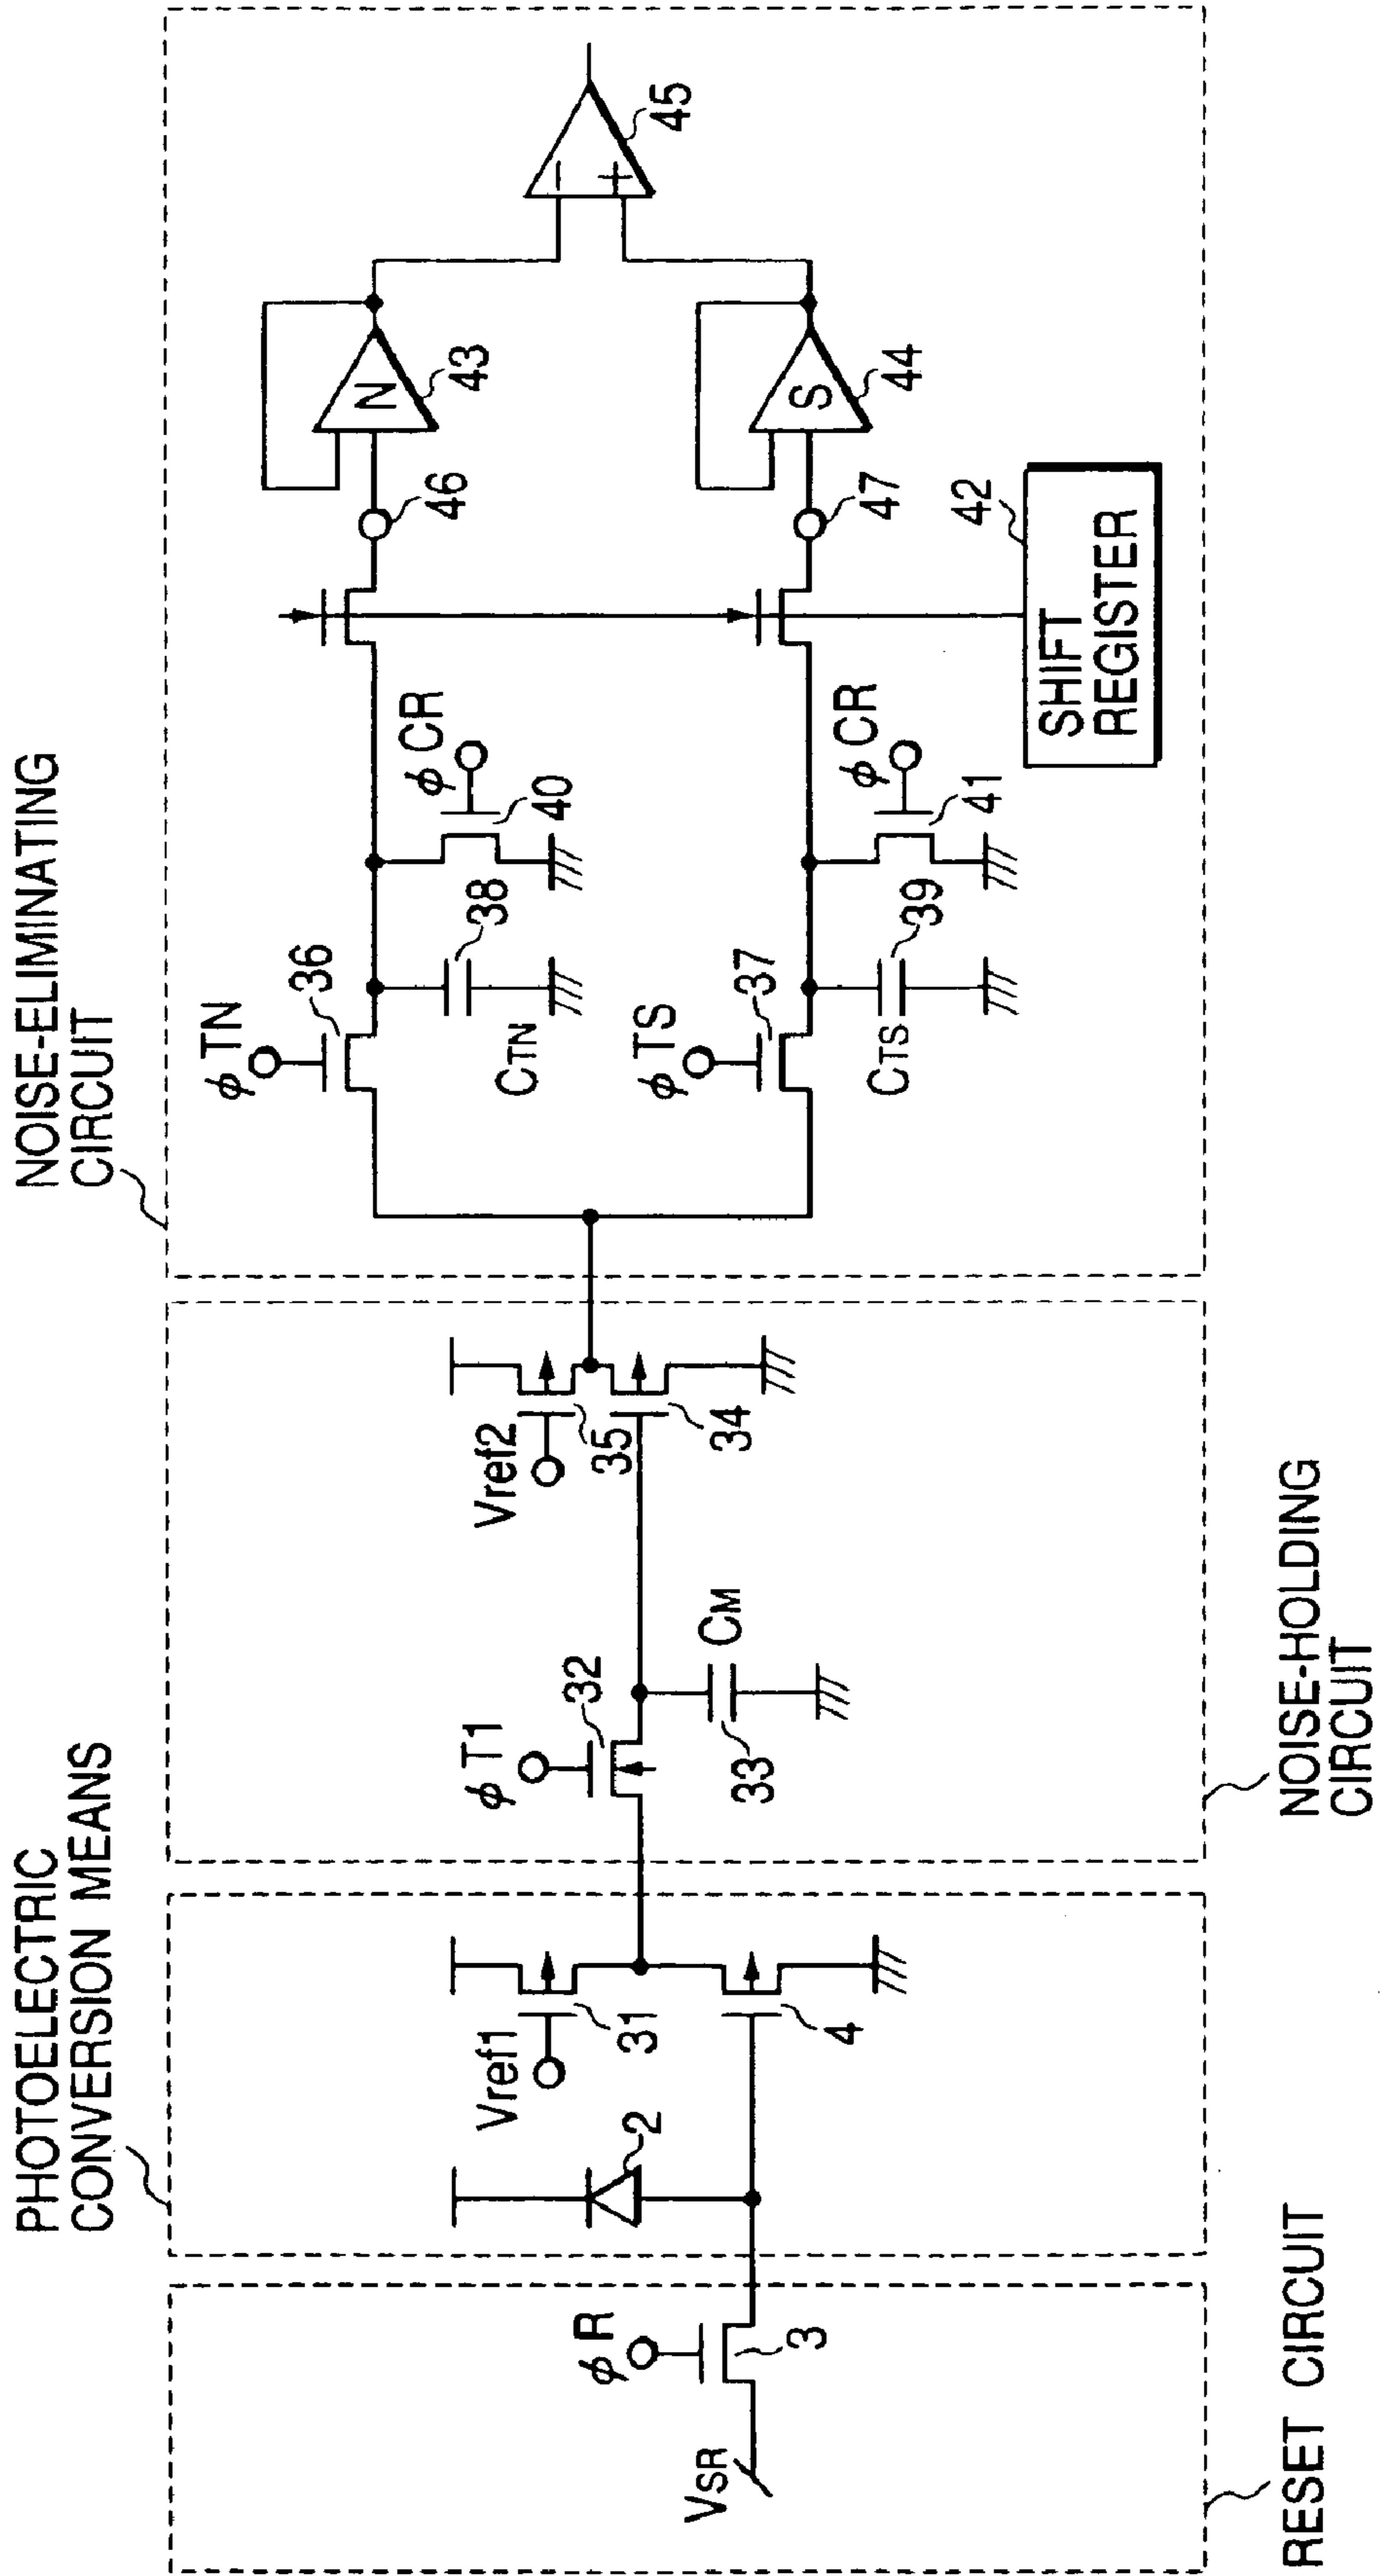 PHOTOELECTRIC
CONVERSION MEANS
NOISE-ELIMINATING
CIRCUIT
RESET CIRCUIT
NOISE-HOLDING
CIRCUIT
VSR
φR
3
2
Vref1
31
4
φT1
32
33
CM
Vref2
35
34
φTN
36
CTN
38
φCR
40
46
N
43
φTS
37
CTS
39
φCR
41
47
S
44
45
42
SHIFT
REGISTER